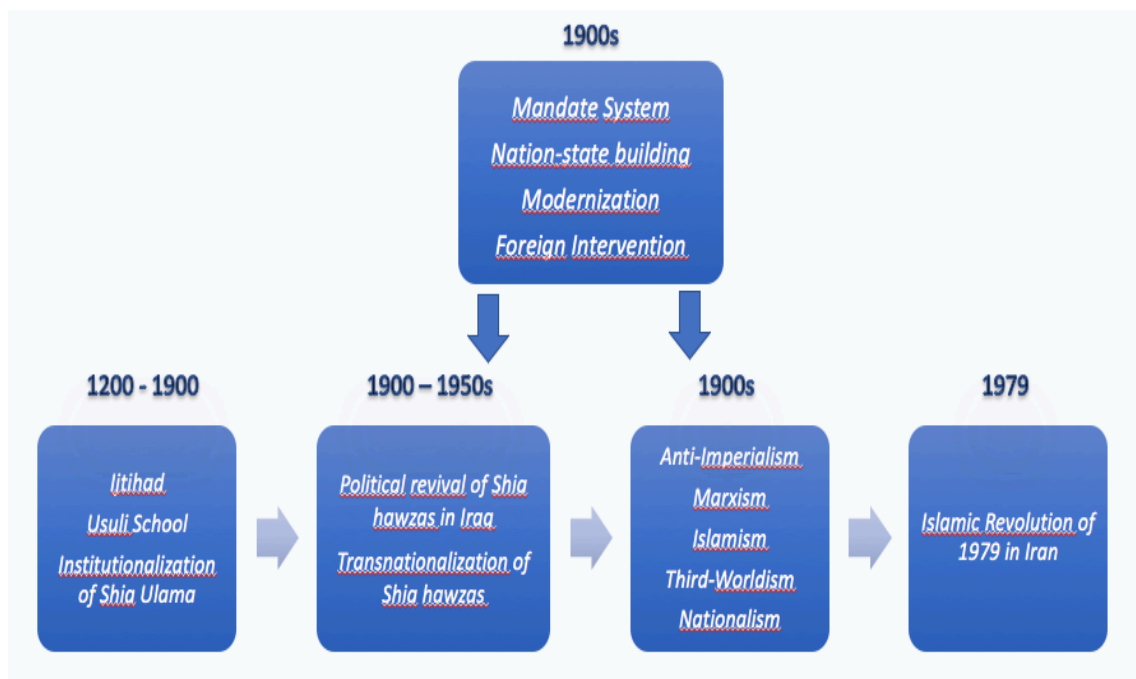 1900s
Mandate System
Nation-state building
Modernization
Foreign Intervention
1200 - 1900
Ijtihad
Usuli School
Institutionalization
of Shia Ulama
1900 – 1950s
Political revival of Shia
hawzas in Iraq
Transnationalization of
Shia hawzas
1900s
Anti-Imperialism
Marxism
Islamism
Third-Worldism
Nationalism
1979
Islamic Revolution of
1979 in Iran